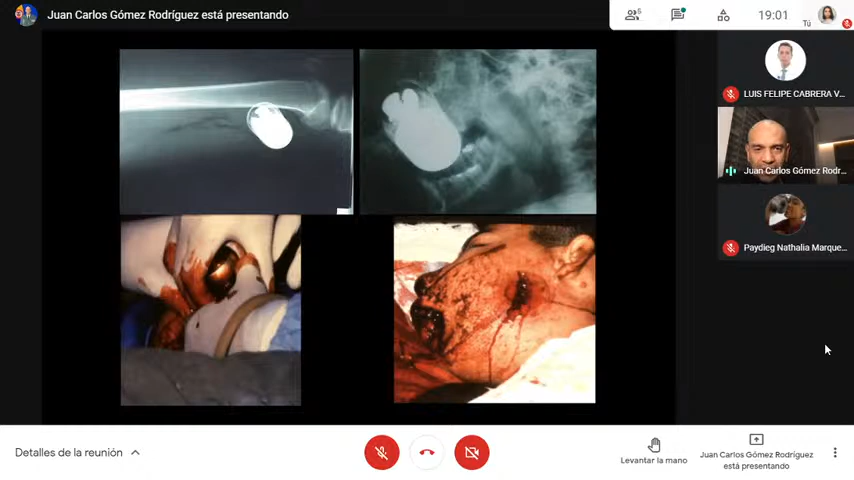 Juan Carlos Gómez Rodríguez está presentando
6
19:01
Tú
LUIS FELIPE CABRERA V...
Juan Carlos Gómez Rodr...
Paydieg Nathalia Marque...
Detalles de la reunión
Levantar la mano
Juan Carlos Gómez Rodríguez
está presentando